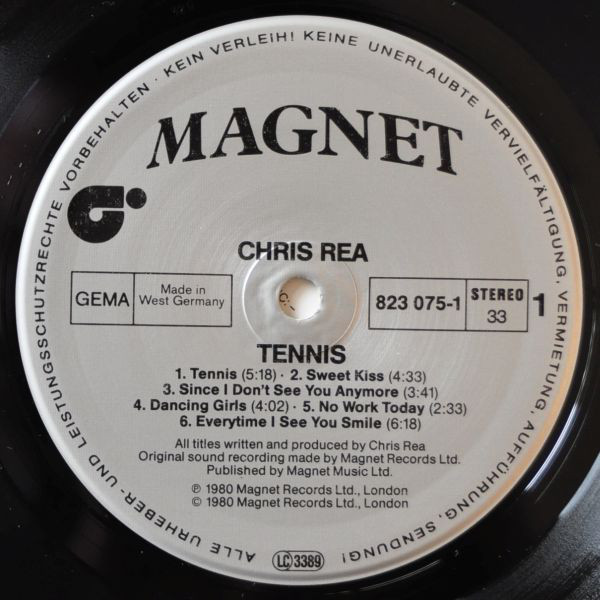 ALLE URHEBER- UND LEISTUNGSSCHUTZRECHTE VORBEHALTEN · KEIN VERLEIH! KEINE UNERLAUBTE VERVIELFÄLTIGUNG, VERMIETUNG, AUFFÜHRUNG, SENDUNG!
MAGNET
CHRIS REA
GEMA
Made in
West Germany
823 075-1
STEREO
33
1
TENNIS
1. Tennis (5:18) · 2. Sweet Kiss (4:33)
3. Since I Don't See You Anymore (3:41)
4. Dancing Girls (4:02) · 5. No Work Today (2:33)
6. Everytime I See You Smile (6:18)
All titles written and produced by Chris Rea
Original sound recording made by Magnet Records Ltd.
Published by Magnet Music Ltd.
℗ 1980 Magnet Records Ltd., London
© 1980 Magnet Records Ltd., London
LC 3389